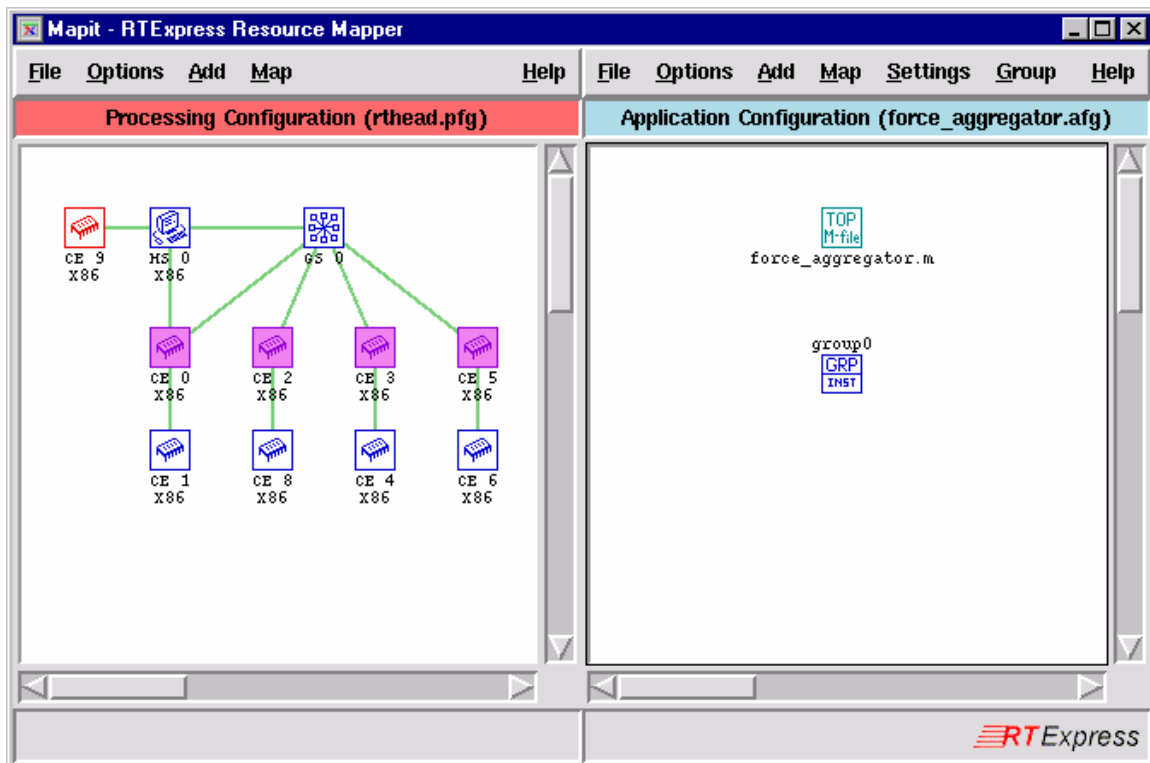 Mapit - RTExpress Resource Mapper
File Options Add Map Help
File Options Add Map Settings Group Help
Processing Configuration (rthead.pfg)
Application Configuration (force_aggregator.afg)
CE 9
X86
HS 0
X86
GS 0
TOP
M-file
force_aggregator.m
CE 0
X86
CE 2
X86
CE 3
X86
CE 5
X86
group0
GRP
INST
CE 1
X86
CE 8
X86
CE 4
X86
CE 6
X86
RTExpress